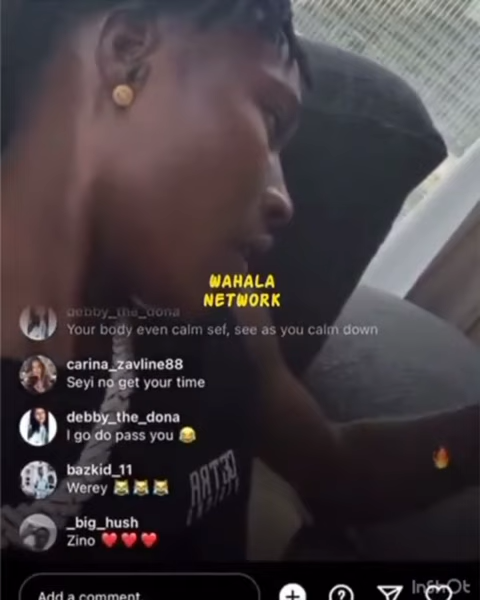 WAHALA
NETWORK
debby_the_dona
Your body even calm sef, see as you calm down
carina_zavline88
Seyi no get your time
debby_the_dona
I go do pass you 😂
bazkid_11
Werey 😹😹😹
_big_hush
Zino ❤️❤️❤️
Add a comment
InShOt